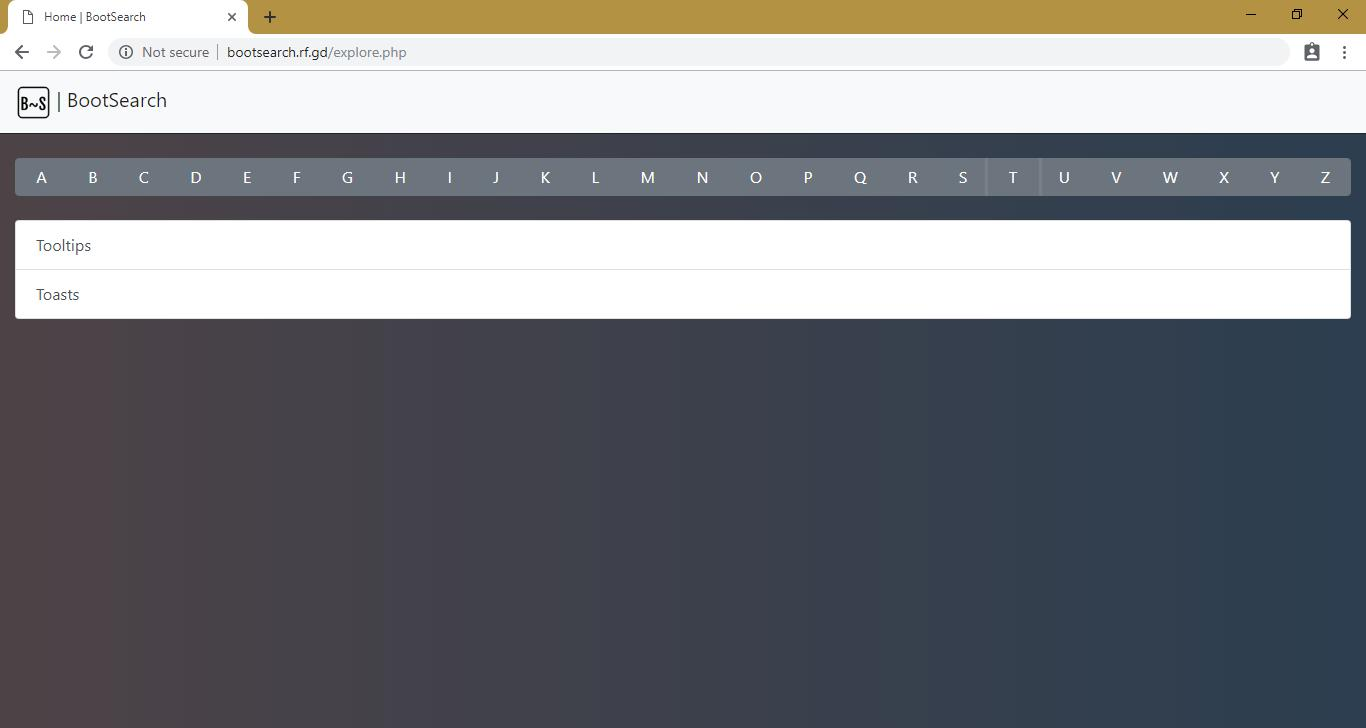 Home | BootSearch
Not secure | bootsearch.rf.gd/explore.php
B~S | BootSearch
A B C D E F G H I J K L M N O P Q R S T U V W X Y Z
Tooltips
Toasts